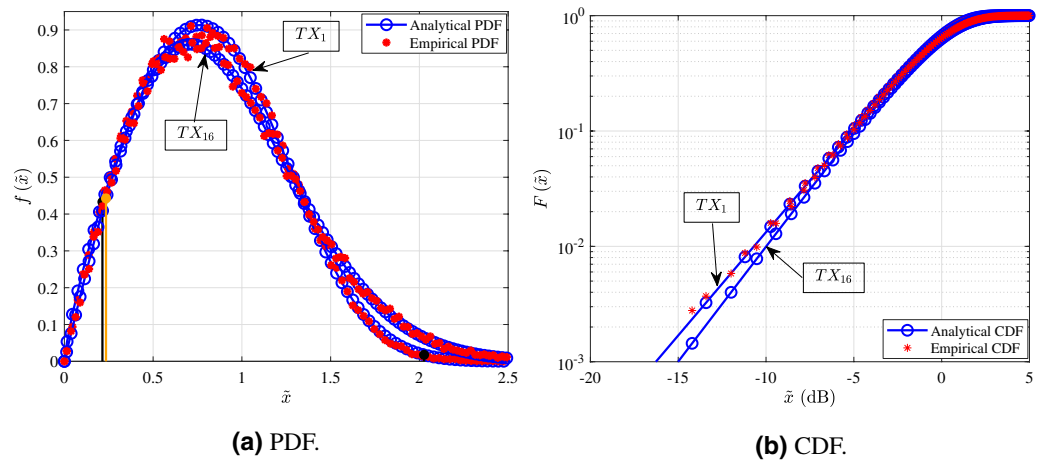 0.9
0.8
0.7
0.6
0.5
0.4
0.3
0.2
0.1
0
f (x̃)
0 0.5 1 1.5 2 2.5
x̃
Analytical PDF
Empirical PDF
TX₁
TX₁₆
(a) PDF.
10⁰
10⁻¹
10⁻²
10⁻³
F (x̃)
-20 -15 -10 -5 0 5
x̃ (dB)
TX₁
TX₁₆
Analytical CDF
Empirical CDF
(b) CDF.